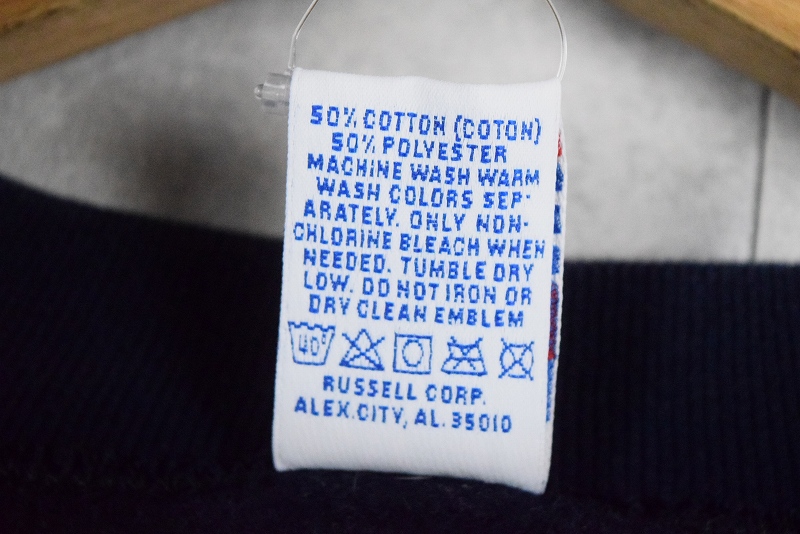 50% COTTON (COTON)
50% POLYESTER
MACHINE WASH WARM
WASH COLORS SEP-
ARATELY. ONLY NON-
CHLORINE BLEACH WHEN
NEEDED. TUMBLE DRY
LOW. DO NOT IRON OR
DRY CLEAN EMBLEM
40°
RUSSELL CORP.
ALEX.CITY, AL. 35010